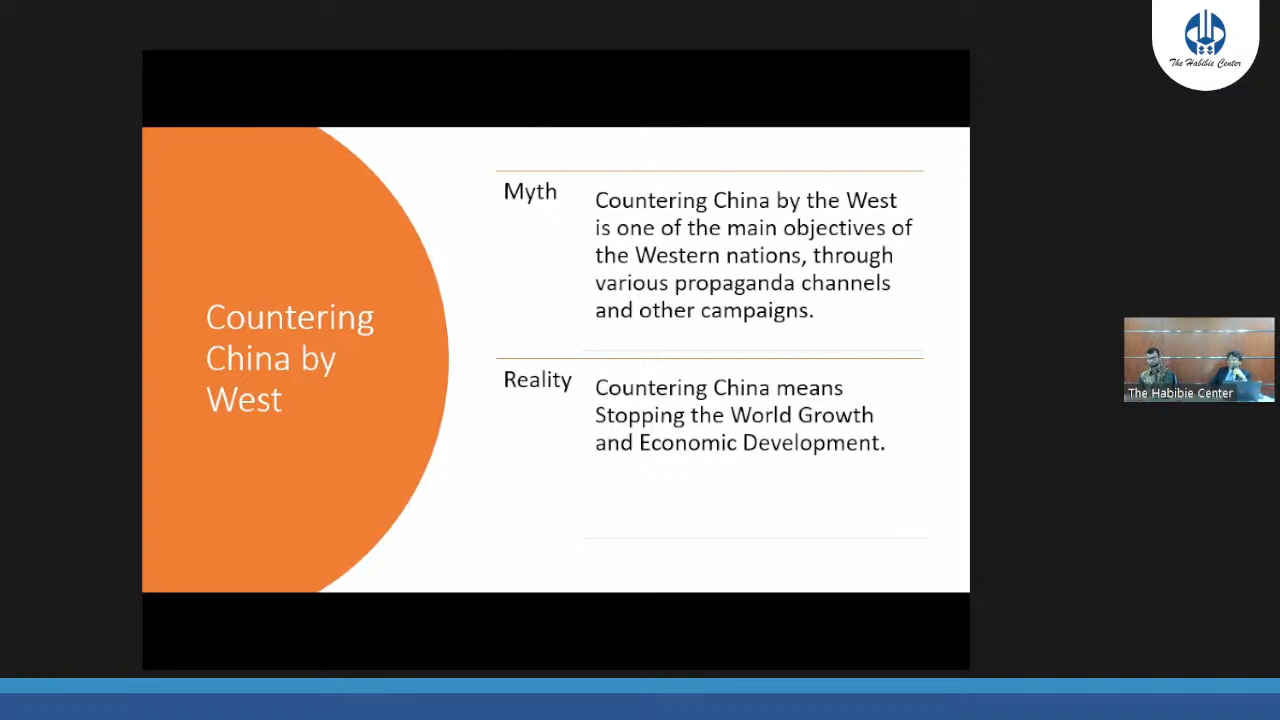 The Habibie Center
Countering
China by
West
Myth
Countering China by the West
is one of the main objectives of
the Western nations, through
various propaganda channels
and other campaigns.
Reality
Countering China means
Stopping the World Growth
and Economic Development.
The Habibie Center